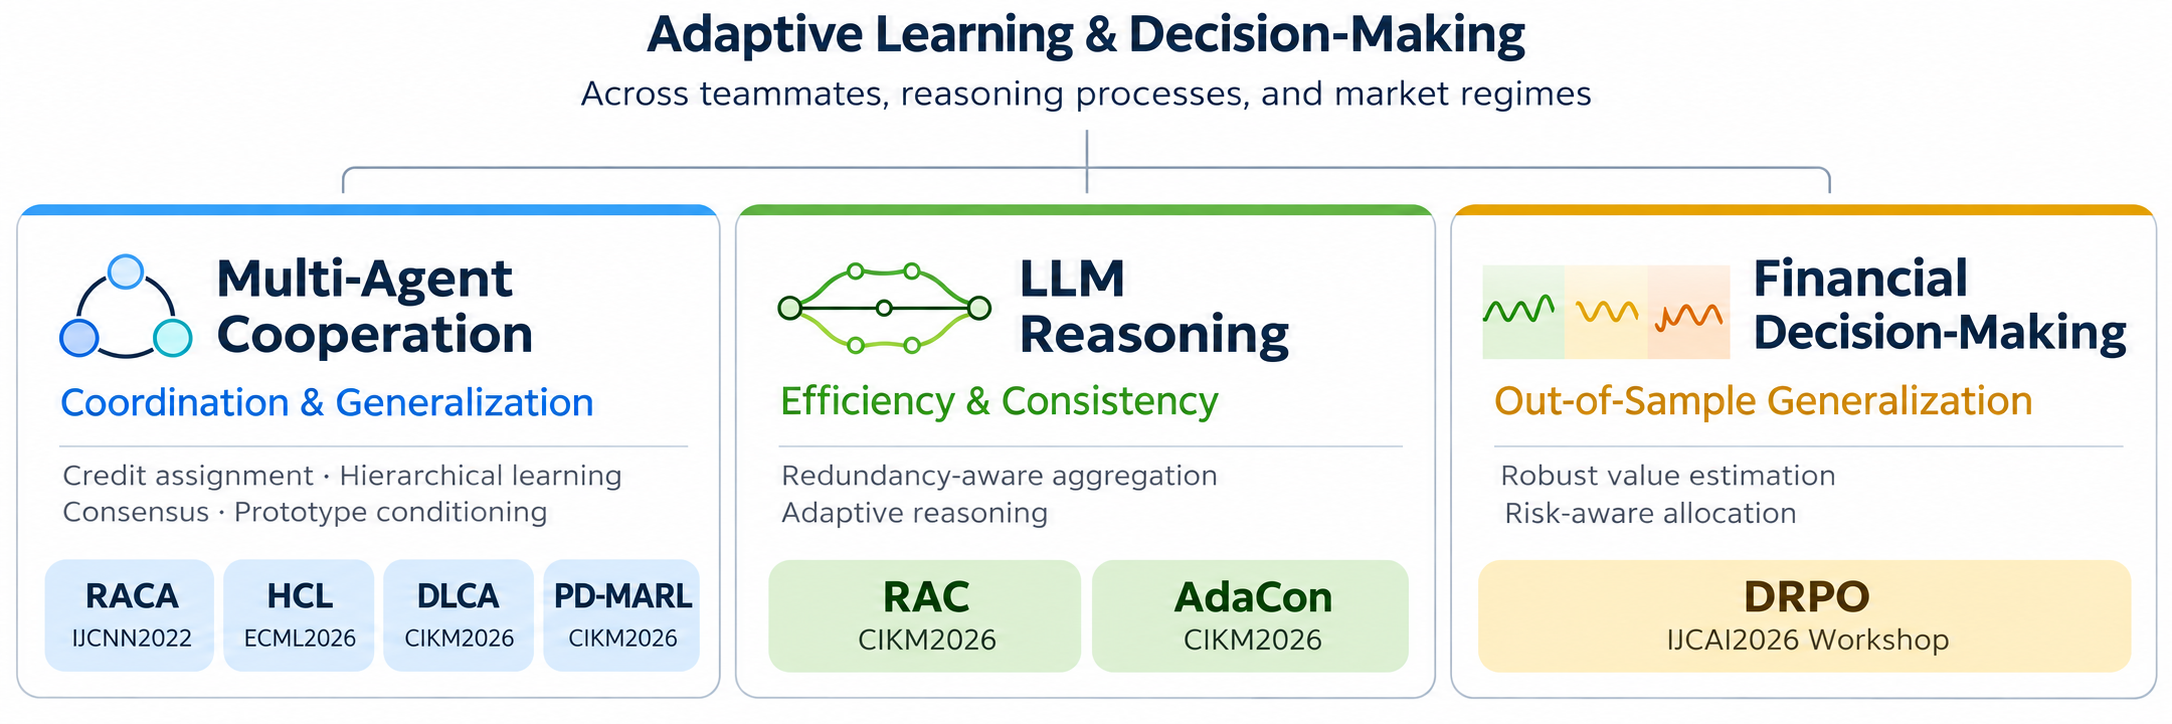 Adaptive Learning & Decision-Making
Across teammates, reasoning processes, and market regimes
Multi-Agent
Cooperation
Coordination & Generalization
Credit assignment · Hierarchical learning
Consensus · Prototype conditioning
RACA
IJCNN2022
HCL
ECML2026
DLCA
CIKM2026
PD-MARL
CIKM2026
LLM
Reasoning
Efficiency & Consistency
Redundancy-aware aggregation
Adaptive reasoning
RAC
CIKM2026
AdaCon
CIKM2026
Financial
Decision-Making
Out-of-Sample Generalization
Robust value estimation
Risk-aware allocation
DRPO
IJCAI2026 Workshop